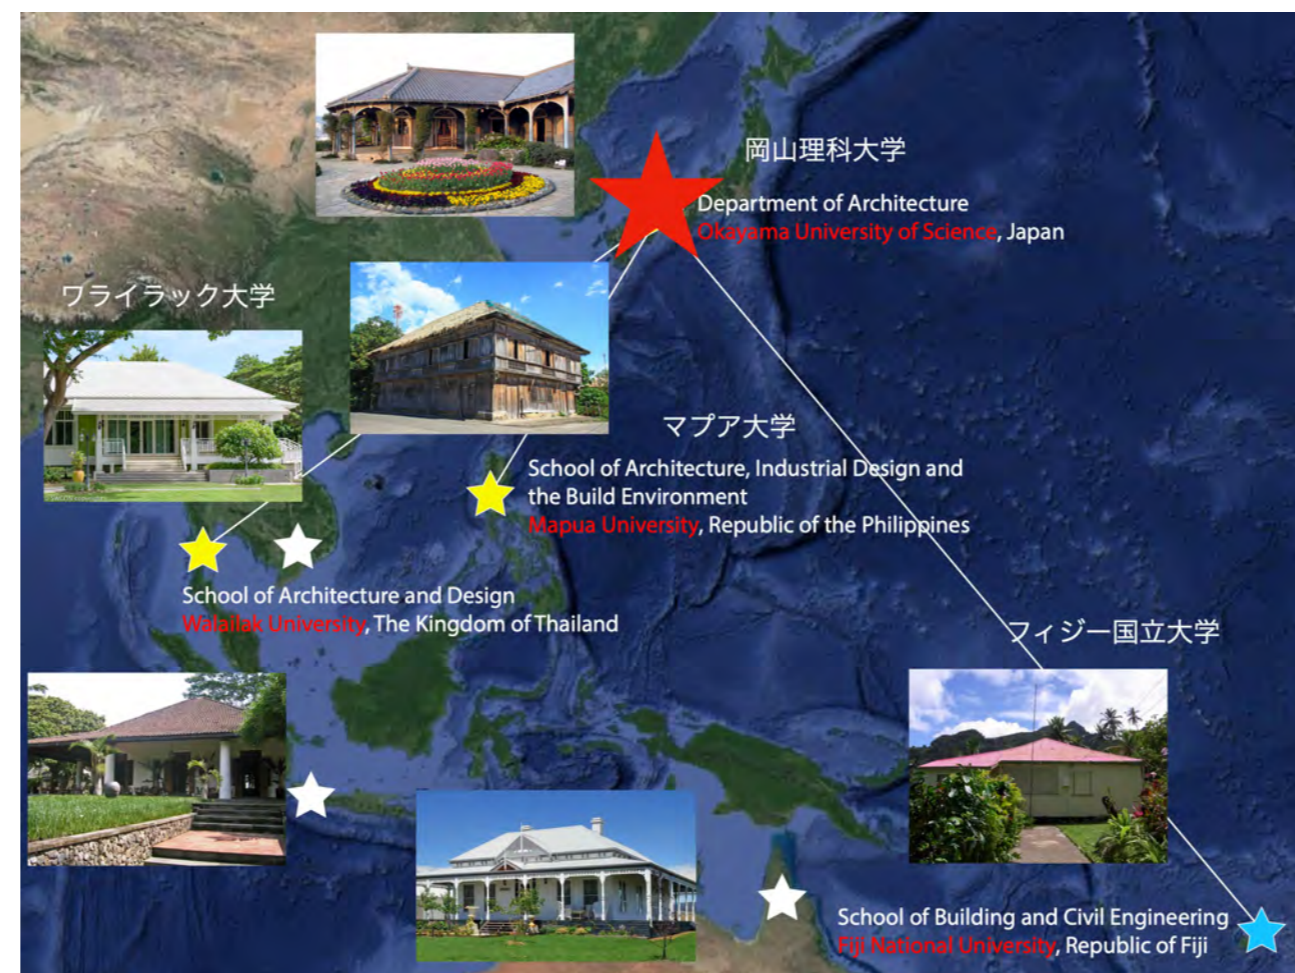 岡山理科大学
Department of Architecture
Okayama University of Science, Japan
ワライラック大学
マプア大学
School of Architecture, Industrial Design and
the Build Environment
Mapua University, Republic of the Philippines
School of Architecture and Design
Walailak University, The Kingdom of Thailand
フィジー国立大学
School of Building and Civil Engineering
Fiji National University, Republic of Fiji